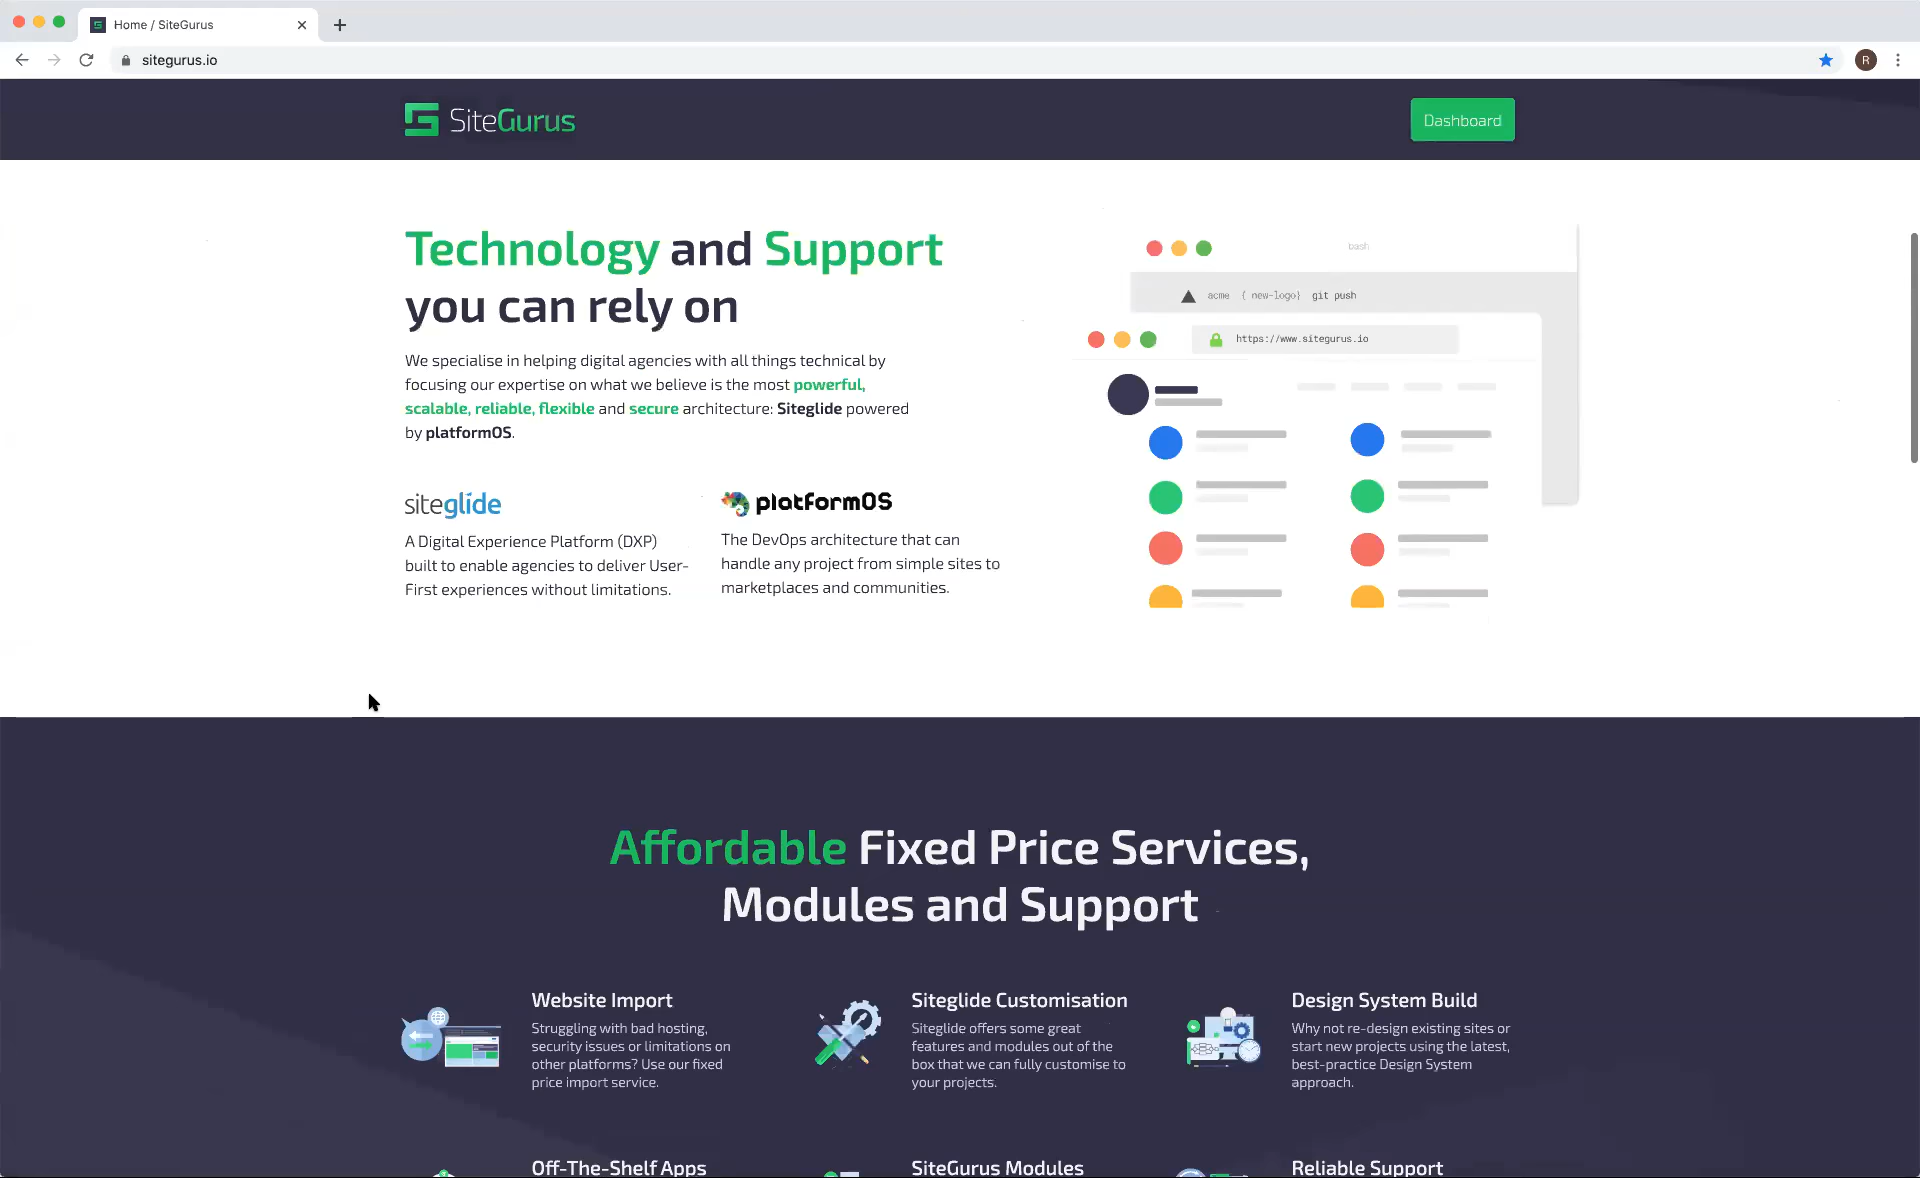 Home / SiteGurus
sitegurus.io
R
SiteGurus
Dashboard
Technology and Support
you can rely on
We specialise in helping digital agencies with all things technical by
focusing our expertise on what we believe is the most powerful,
scalable, reliable, flexible and secure architecture: Siteglide powered
by platformOS.
siteglide
A Digital Experience Platform (DXP)
built to enable agencies to deliver User-
First experiences without limitations.
platformOS
The DevOps architecture that can
handle any project from simple sites to
marketplaces and communities.
bash
acme { new-logo} git push
https://www.sitegurus.io
Affordable Fixed Price Services,
Modules and Support
Website Import
Struggling with bad hosting,
security issues or limitations on
other platforms? Use our fixed
price import service.
Siteglide Customisation
Siteglide offers some great
features and modules out of the
box that we can fully customise to
your projects.
Design System Build
Why not re-design existing sites or
start new projects using the latest,
best-practice Design System
approach.
Off-The-Shelf Apps
SiteGurus Modules
Reliable Support